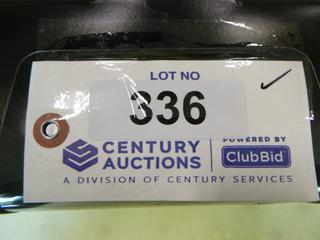 LOT NO
336
CENTURY AUCTIONS
POWERED BY ClubBid
A DIVISION OF CENTURY SERVICES